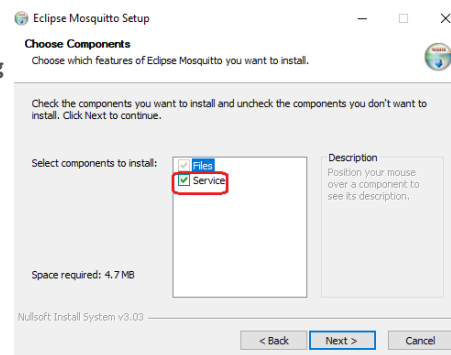 Eclipse Mosquitto Setup
Choose Components
Choose which features of Eclipse Mosquitto you want to install.
Check the components you want to install and uncheck the components you don't want to
install. Click Next to continue.
Select components to install:
Files
Service
Description
Position your mouse
over a component to
see its description.
Space required: 4.7 MB
Nullsoft Install System v3.03
< Back
Next >
Cancel